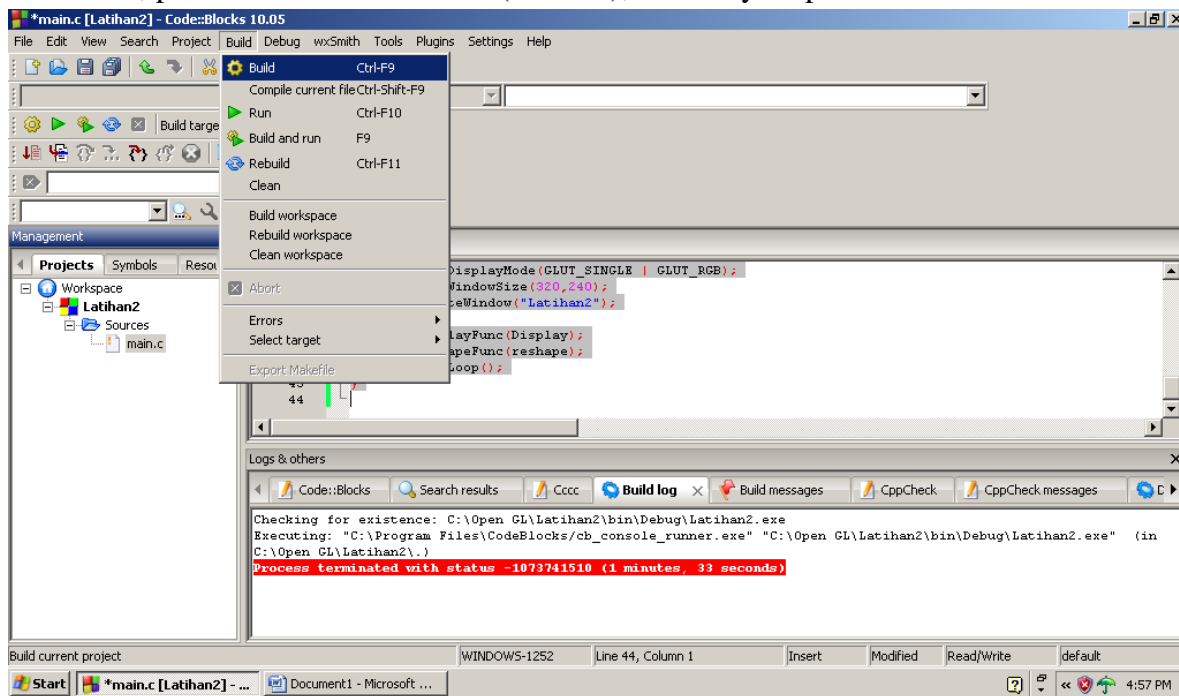 *main.c [Latihan2] - Code::Blocks 10.05
File Edit View Search Project Build Debug wxSmith Tools Plugins Settings Help
Build Ctrl-F9
Compile current file Ctrl-Shift-F9
Run Ctrl-F10
Build targe
Build and run F9
Rebuild Ctrl-F11
Clean
Build workspace
Rebuild workspace
Clean workspace
Abort
Errors
Select target
Export Makefile
Management
Projects Symbols Resou
Workspace
Latihan2
Sources
main.c
DisplayMode(GLUT_SINGLE | GLUT_RGB);
WindowSize(320,240);
teWindow("Latihan2");
layFunc(Display);
apeFunc(reshape);
Loop();
43 }
44
Logs & others
Code::Blocks Search results Cccc Build log Build messages CppCheck CppCheck messages
Checking for existence: C:\Open GL\Latihan2\bin\Debug\Latihan2.exe
Executing: "C:\Program Files\CodeBlocks/cb_console_runner.exe" "C:\Open GL\Latihan2\bin\Debug\Latihan2.exe" (in
C:\Open GL\Latihan2\.)
Process terminated with status -1073741510 (1 minutes, 33 seconds)
Build current project WINDOWS-1252 Line 44, Column 1 Insert Modified Read/Write default
Start *main.c [Latihan2] - ... Document1 - Microsoft ... 4:57 PM